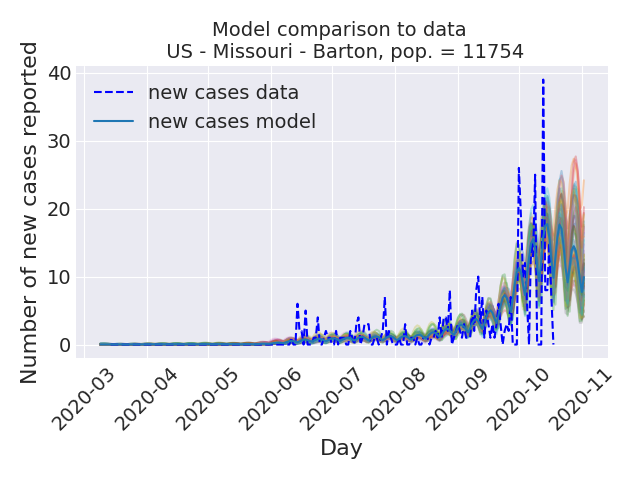 Model comparison to data
US - Missouri - Barton, pop. = 11754
Number of new cases reported
40
30
20
10
0
new cases data
new cases model
2020-03
2020-04
2020-05
2020-06
2020-07
2020-08
2020-09
2020-10
2020-11
Day